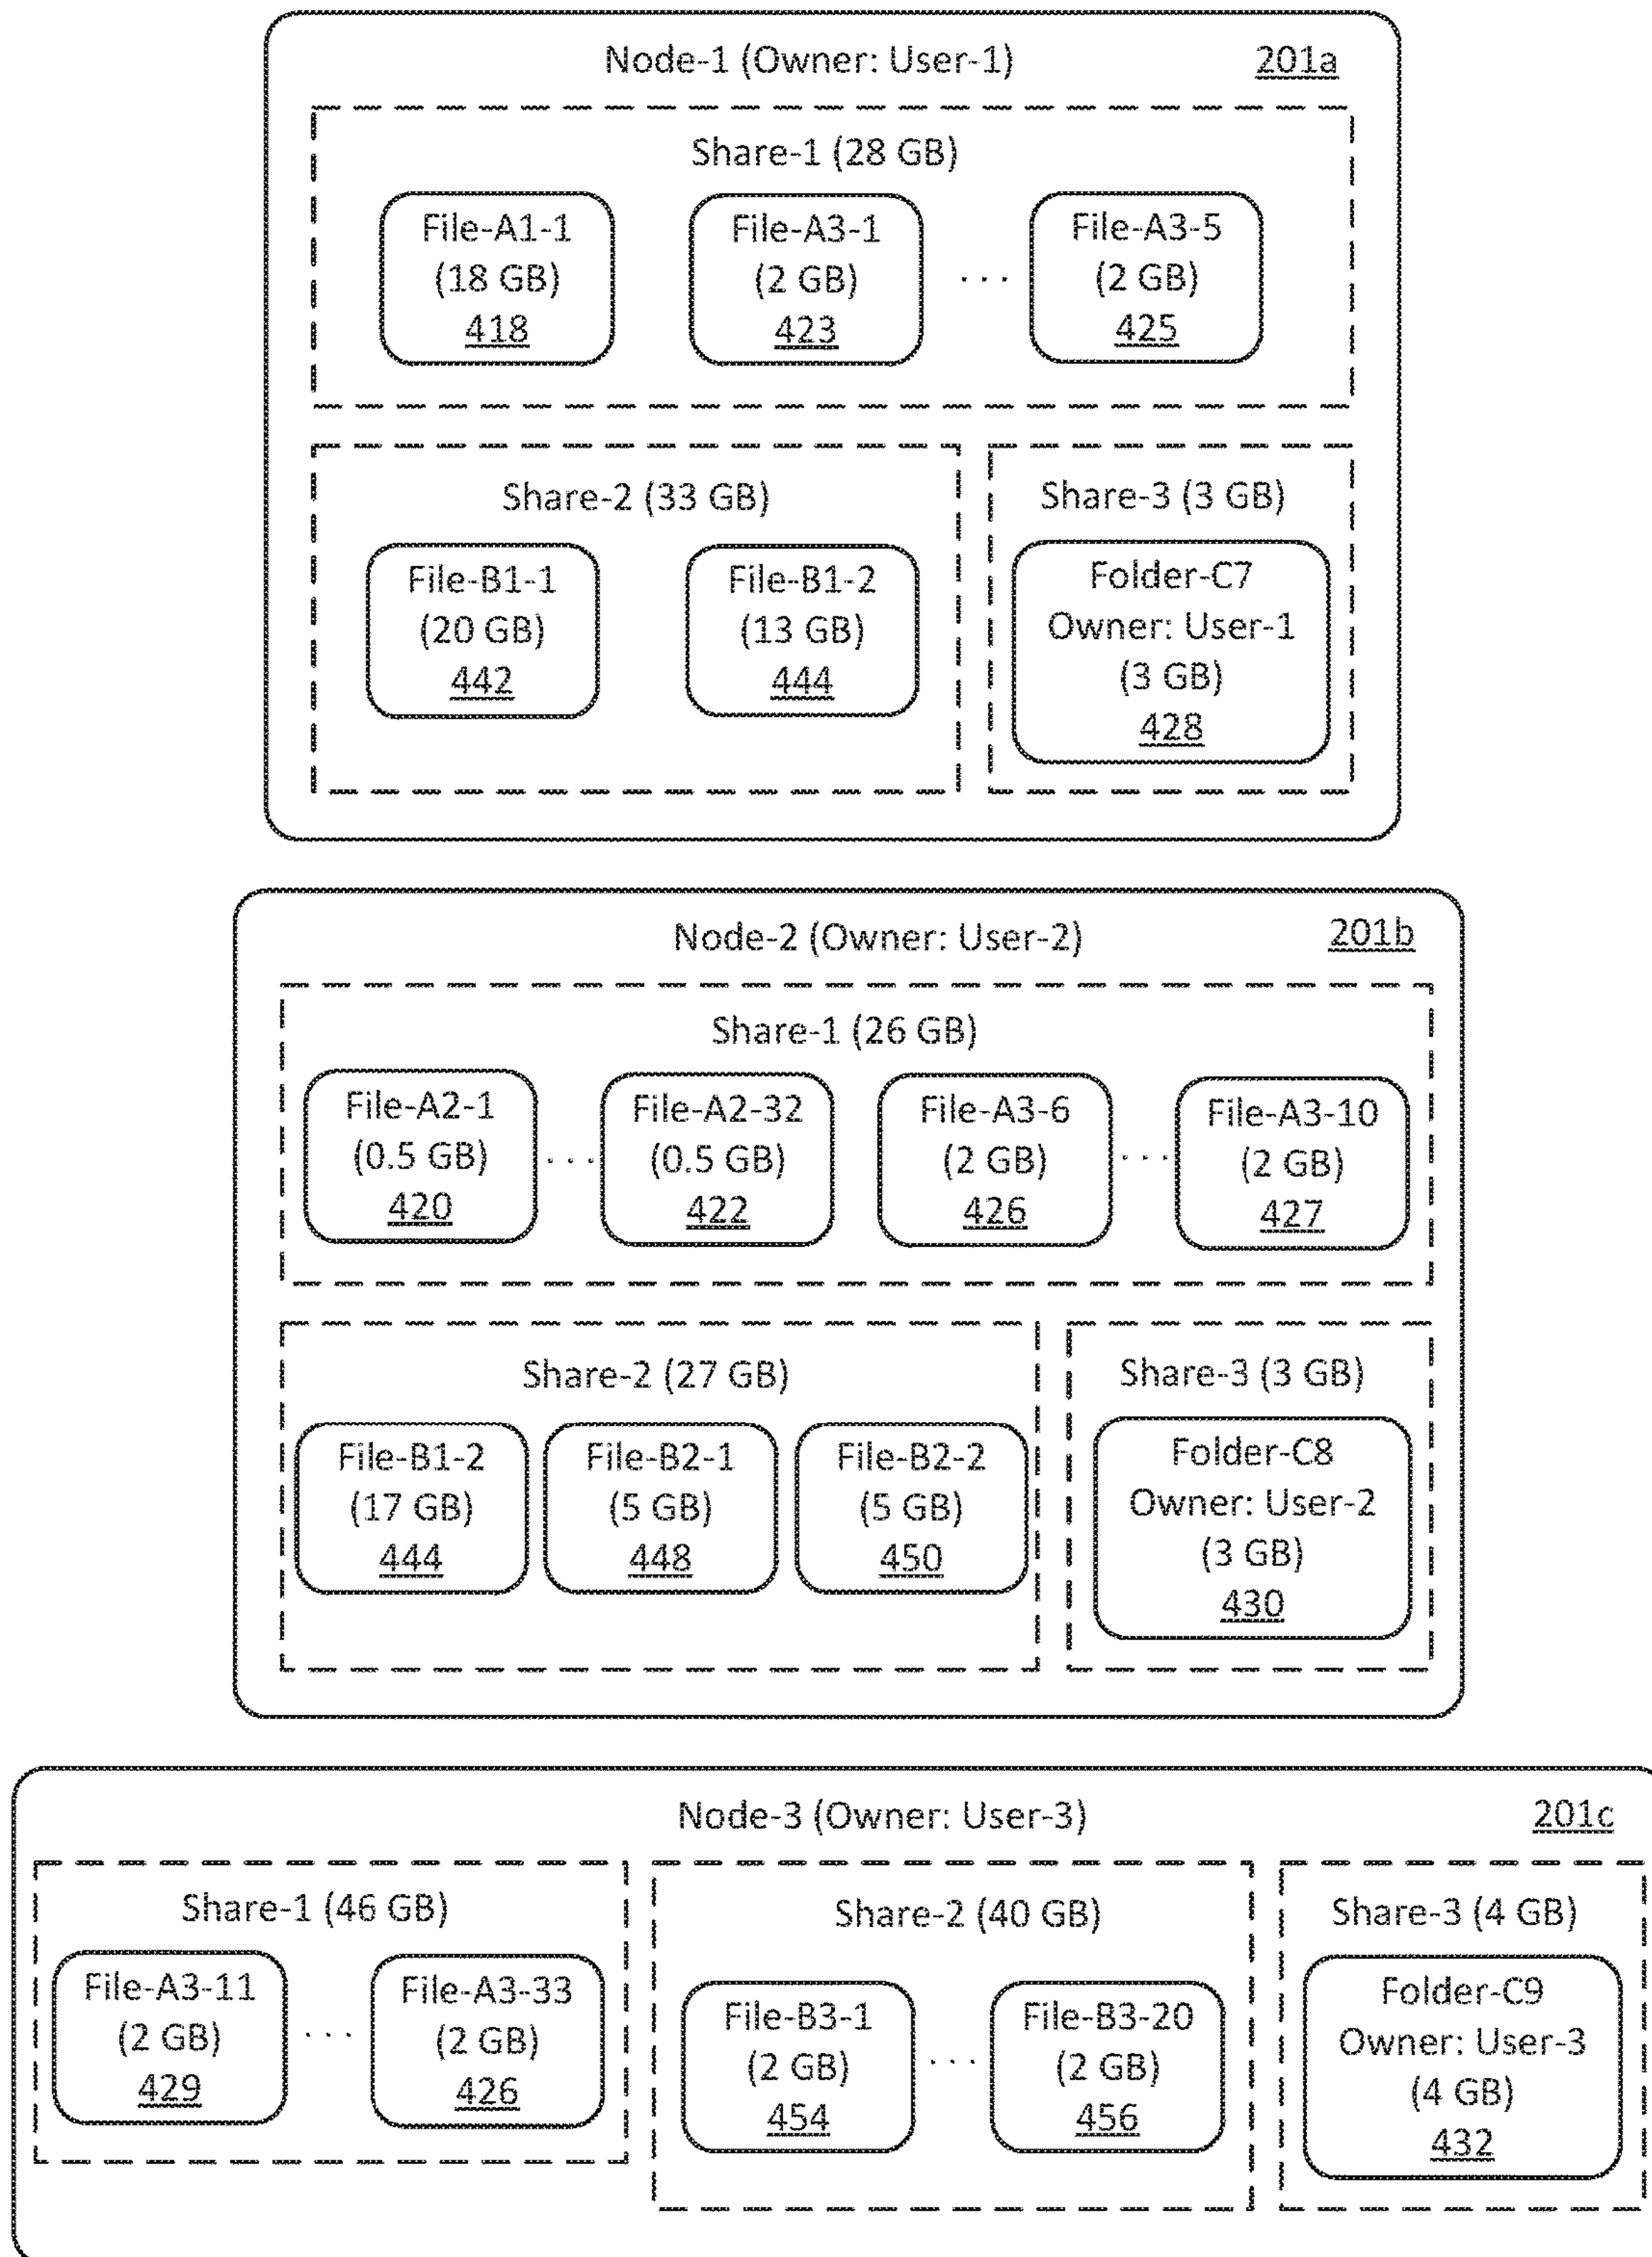 Node-1 (Owner: User-1)
201a
Share-1 (28 GB)
File-A1-1
(18 GB)
418
File-A3-1
(2 GB)
423
. . .
File-A3-5
(2 GB)
425
Share-2 (33 GB)
File-B1-1
(20 GB)
442
File-B1-2
(13 GB)
444
Share-3 (3 GB)
Folder-C7
Owner: User-1
(3 GB)
428
Node-2 (Owner: User-2)
201b
Share-1 (26 GB)
File-A2-1
(0.5 GB)
420
. . .
File-A2-32
(0.5 GB)
422
File-A3-6
(2 GB)
426
. . .
File-A3-10
(2 GB)
427
Share-2 (27 GB)
File-B1-2
(17 GB)
444
File-B2-1
(5 GB)
448
File-B2-2
(5 GB)
450
Share-3 (3 GB)
Folder-C8
Owner: User-2
(3 GB)
430
Node-3 (Owner: User-3)
201c
Share-1 (46 GB)
File-A3-11
(2 GB)
429
. . .
File-A3-33
(2 GB)
426
Share-2 (40 GB)
File-B3-1
(2 GB)
454
. . .
File-B3-20
(2 GB)
456
Share-3 (4 GB)
Folder-C9
Owner: User-3
(4 GB)
432